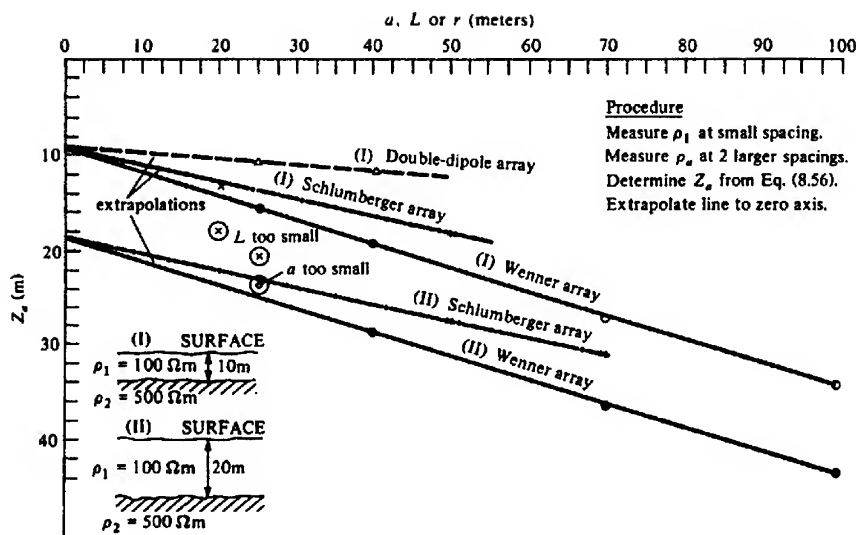 a, L or r (meters)
0 10 20 30 40 50 60 70 80 90 100
10
20
30
40
Z_a (m)
Procedure
Measure ρ₁ at small spacing.
Measure ρ_a at 2 larger spacings.
Determine Z_a from Eq. (8.56).
Extrapolate line to zero axis.
(I) Double-dipole array
(I) Schlumberger array
extrapolations
L too small
a too small
(I) Wenner array
(II) Schlumberger array
(II) Wenner array
(I) SURFACE
ρ₁ = 100 Ωm 10m
ρ₂ = 500 Ωm
(II) SURFACE
ρ₁ = 100 Ωm 20m
ρ₂ = 500 Ωm